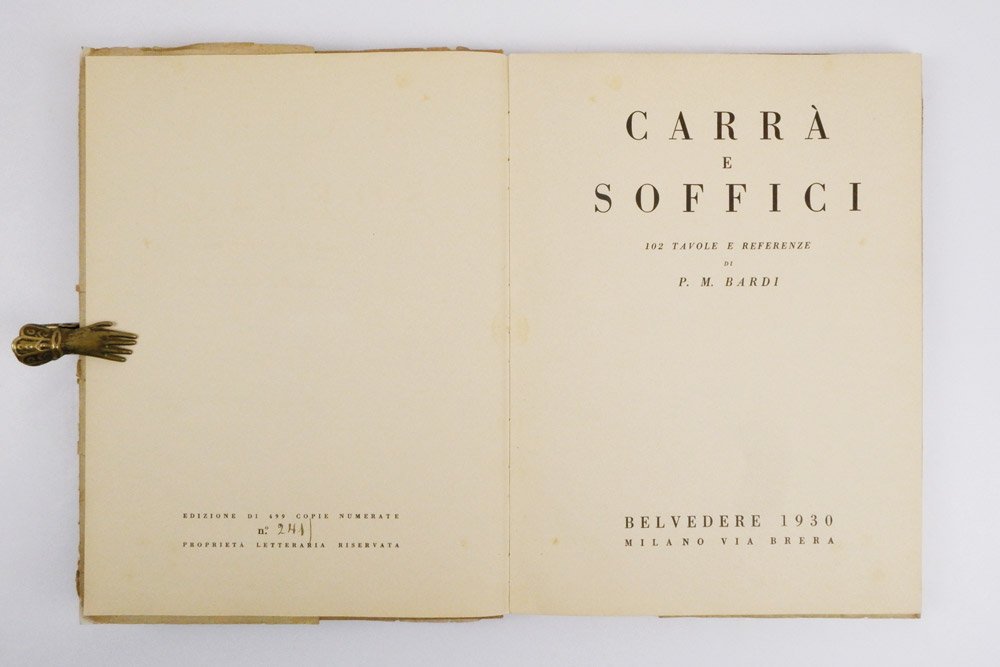 EDIZIONE DI 499 COPIE NUMERATE
nº 241
PROPRIETÀ LETTERARIA RISERVATA
CARRÀ
E
SOFFICI
102 TAVOLE E REFERENZE
DI
P. M. BARDI
BELVEDERE 1930
MILANO VIA BRERA